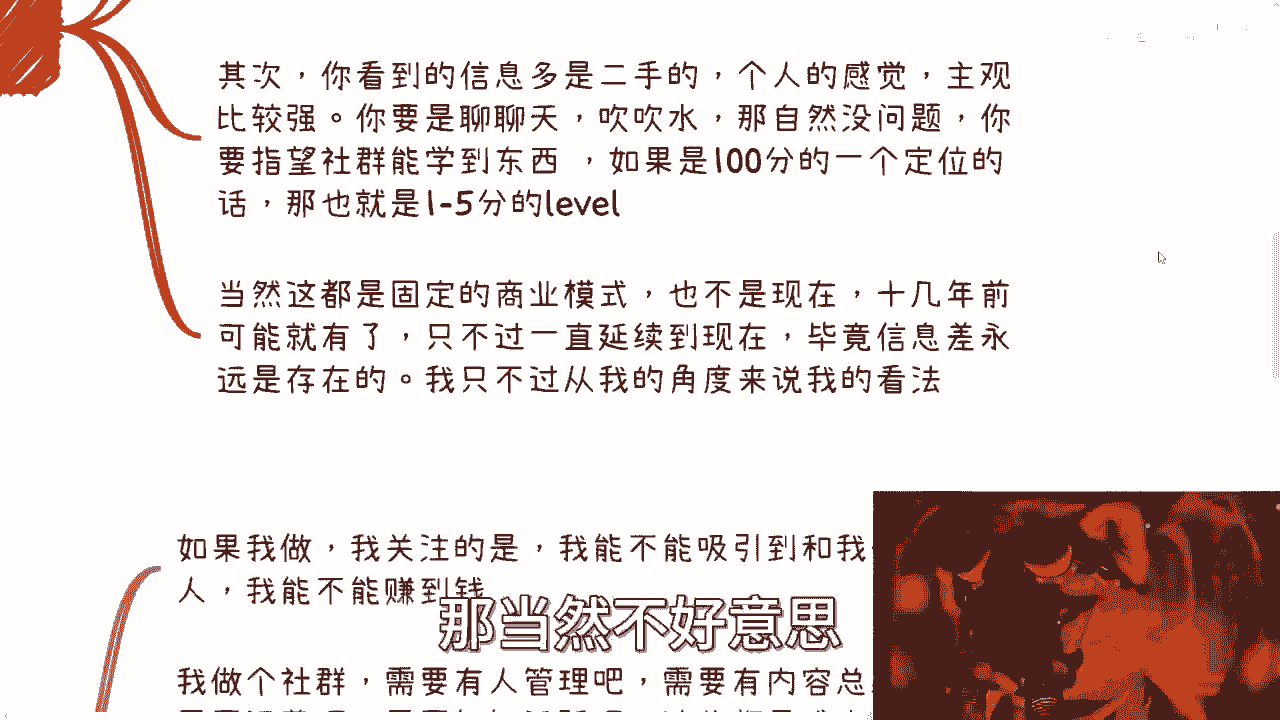 其次，你看到的信息多是二手的，个人的感觉，主观
比较强。你要是聊聊天，吹吹水，那自然没问题，你
要指望社群能学到东西 ，如果是100分的一个定位的
话，那也就是1-5分的level
当然这都是固定的商业模式，也不是现在，十几年前
可能就有了，只不过一直延续到现在，毕竟信息差永
远是存在的。我只不过从我的角度来说我的看法
如果我做，我关注的是，我能不能吸引到和我
人，我能不能赚到钱
那当然不好意思
我做个社群，需要有人管理吧，需要有内容总